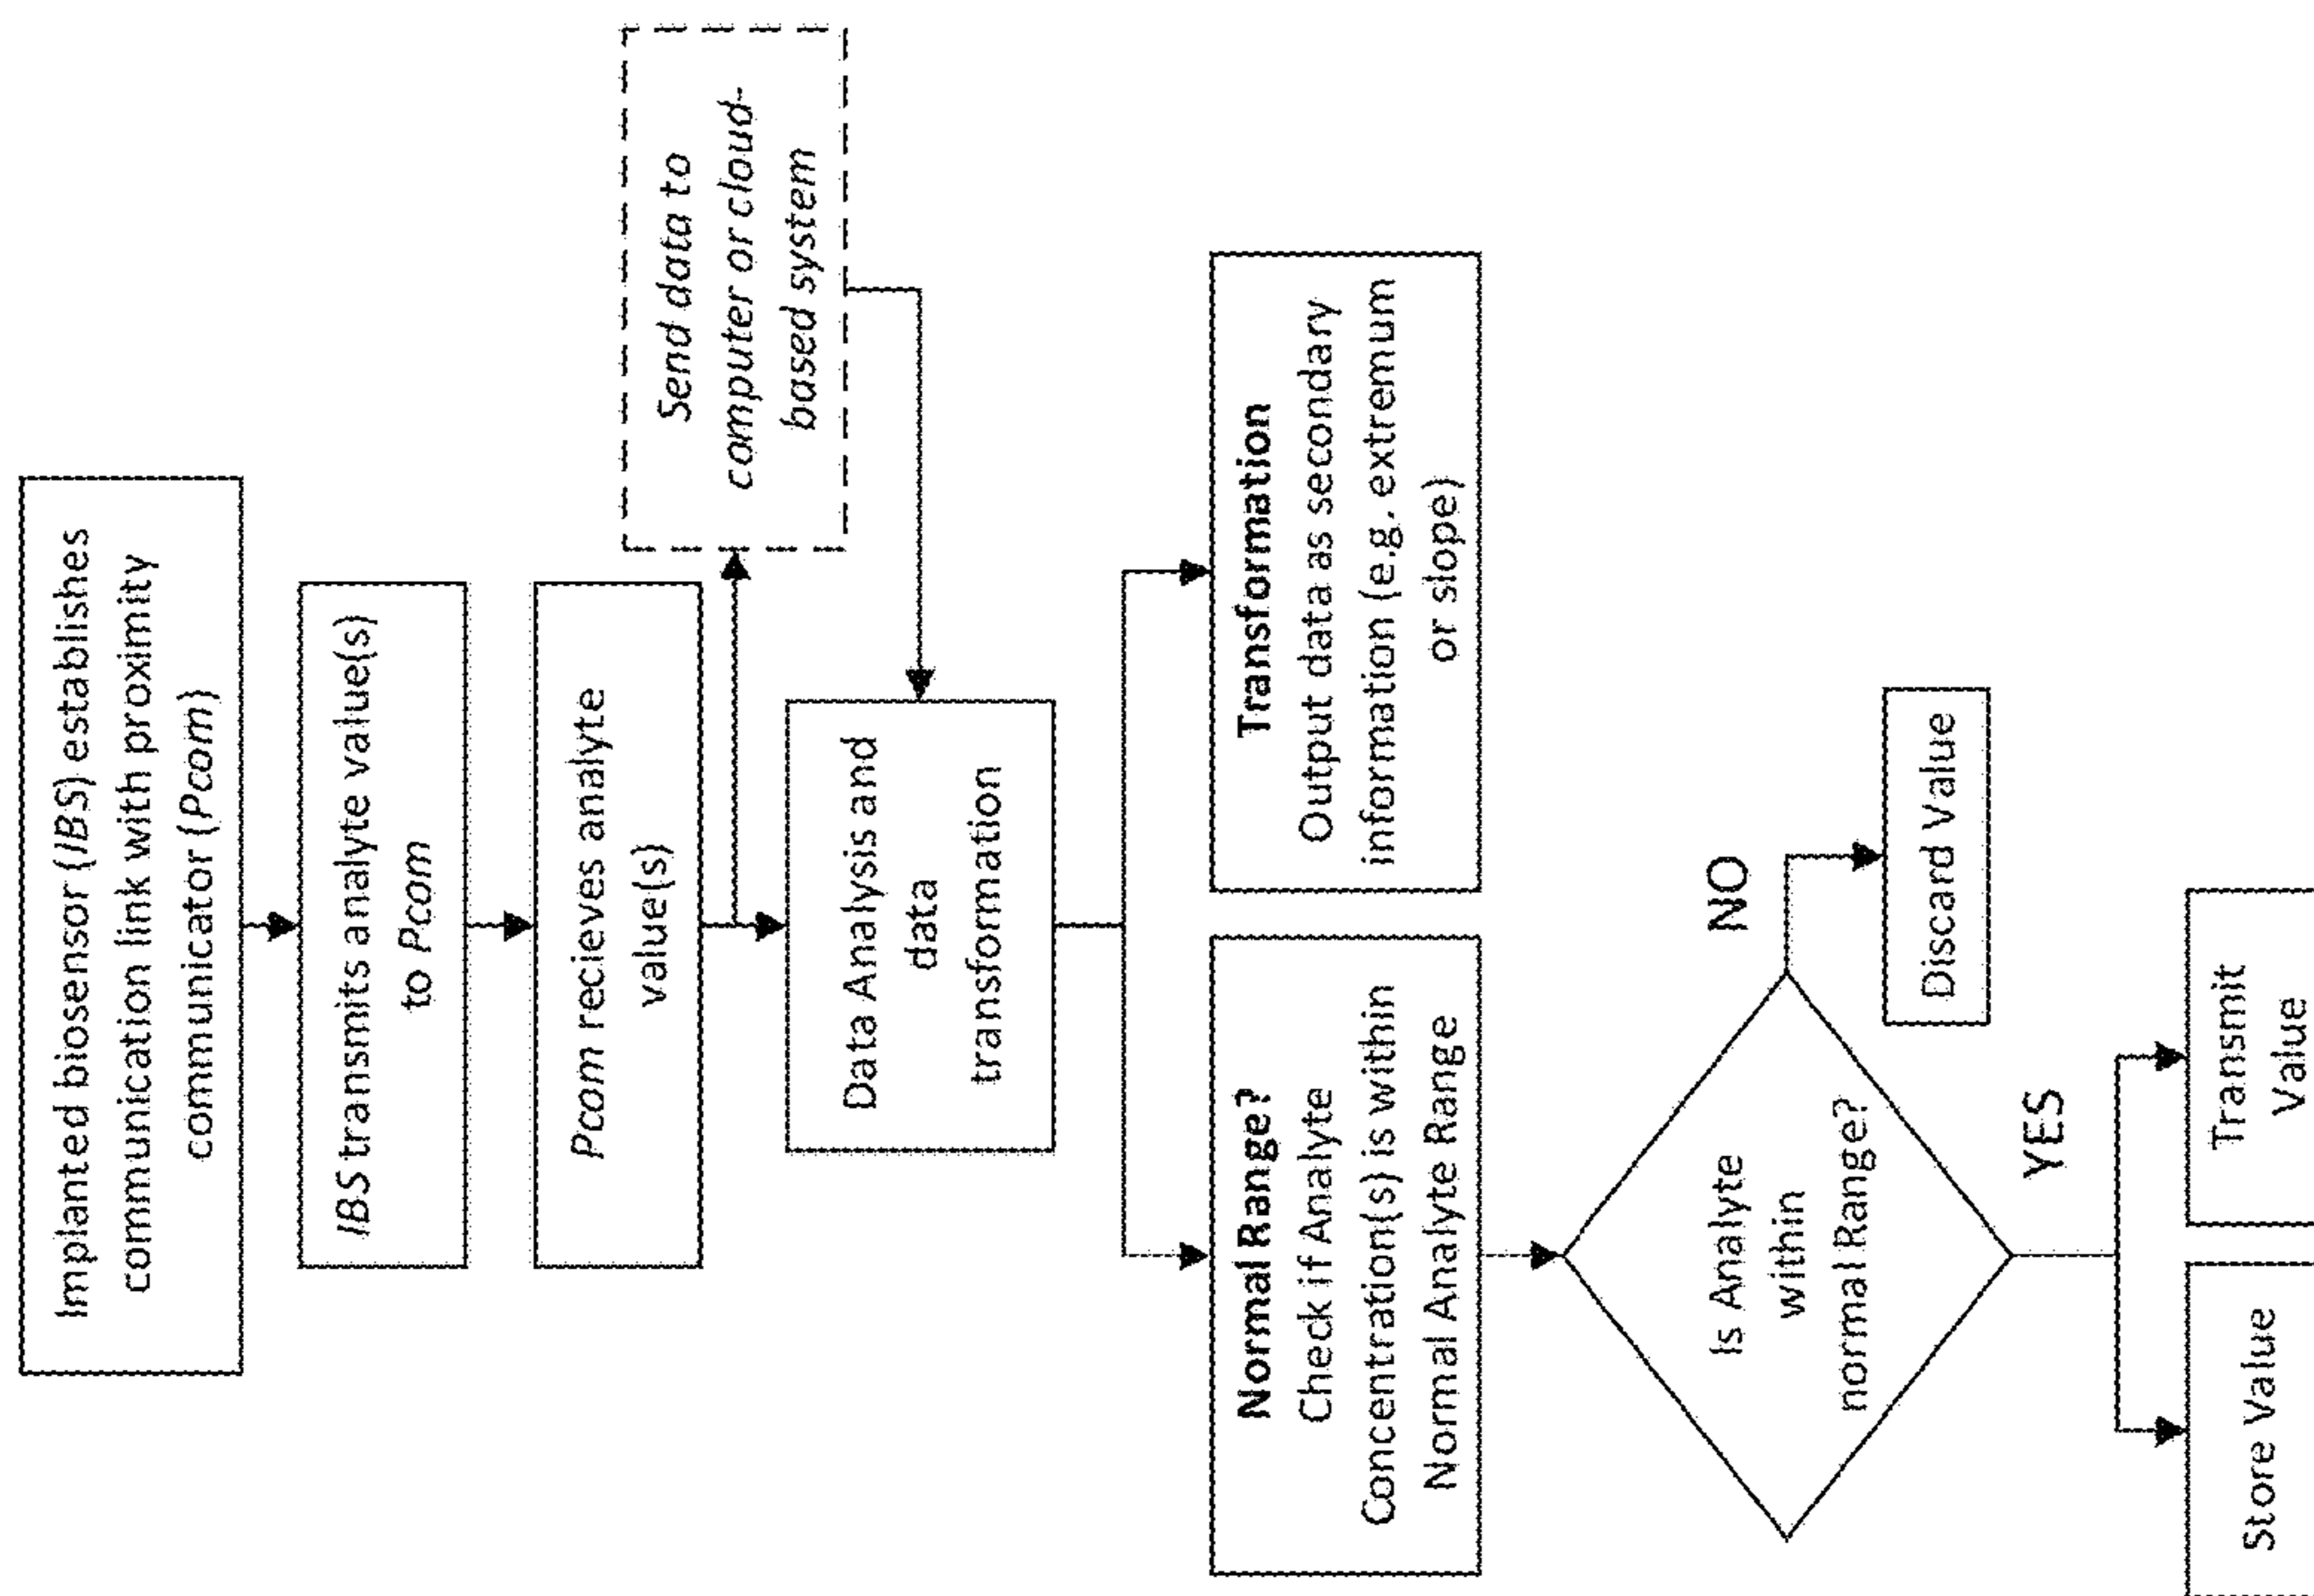 Implanted biosensor (IBS) establishes
communication link with proximity
communicator (Pcom)
IBS transmits analyte value(s)
to Pcom
Pcom recieves analyte
value(s)
Send data to
computer or cloud-
based system
Data Analysis and
data
transformation
Normal Range?
Check if Analyte
Concentration(s) is within
Normal Analyte Range
Transformation
Output data as secondary
information (e.g. extremum
or slope)
Is Analyte
within
normal Range?
NO
Discard Value
YES
Store Value
Transmit
Value